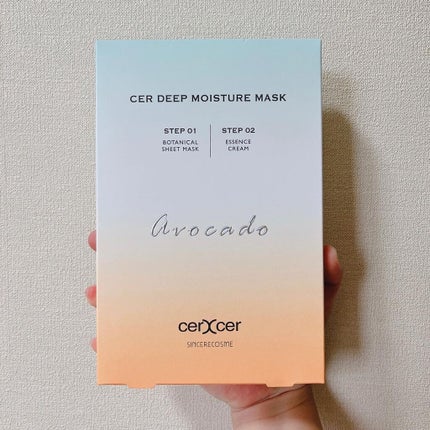 CER DEEP MOISTURE MASK
STEP 01
BOTANICAL
SHEET MASK
STEP 02
ESSENCE
CREAM
Avocado
cerXcer
SINCERECOSME